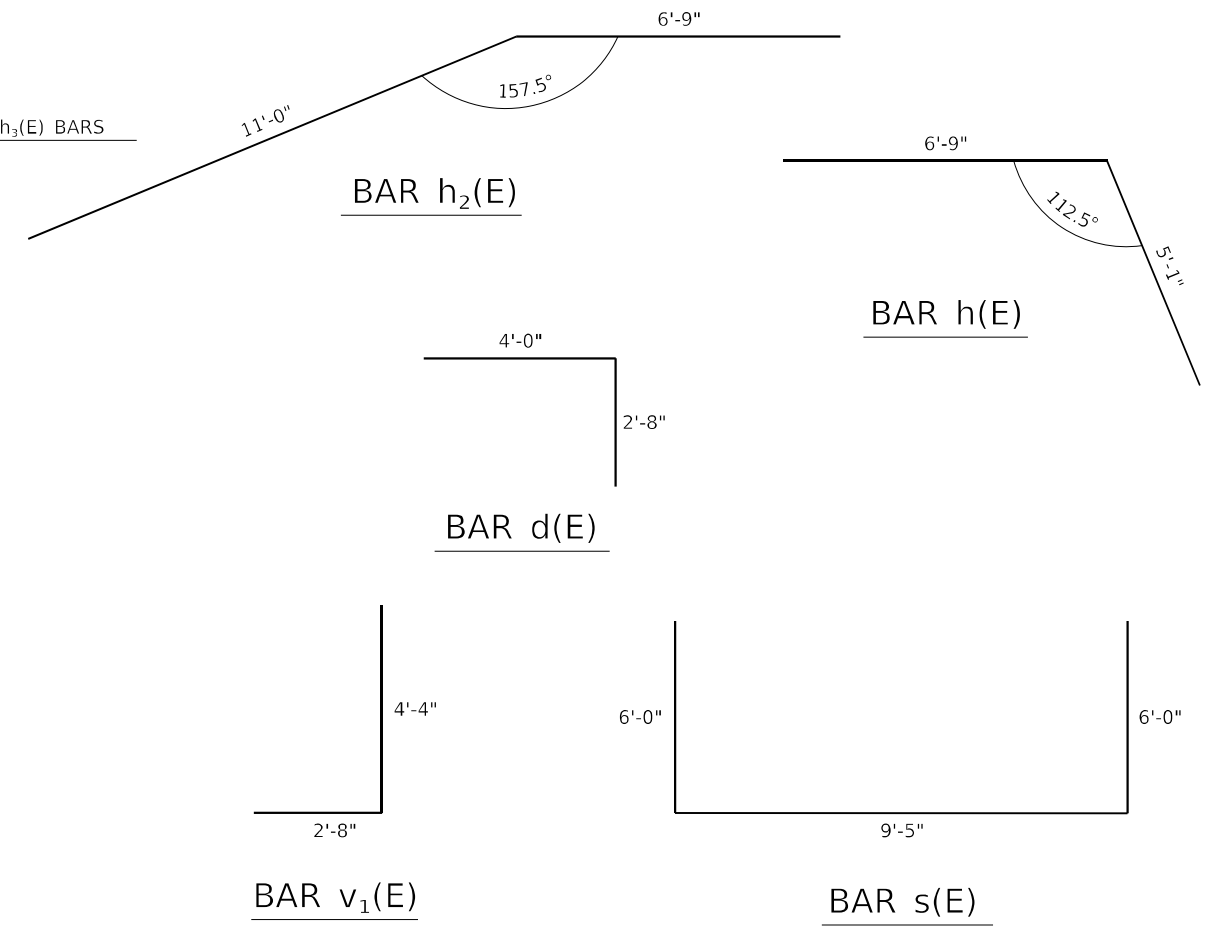 6'-9"
157.5°
11'-0"
h₃(E) BARS
6'-9"
BAR h₂(E)
112.5°
5'-1"
BAR h(E)
4'-0"
2'-8"
BAR d(E)
4'-4"
6'-0"
6'-0"
2'-8"
9'-5"
BAR v₁(E)
BAR s(E)